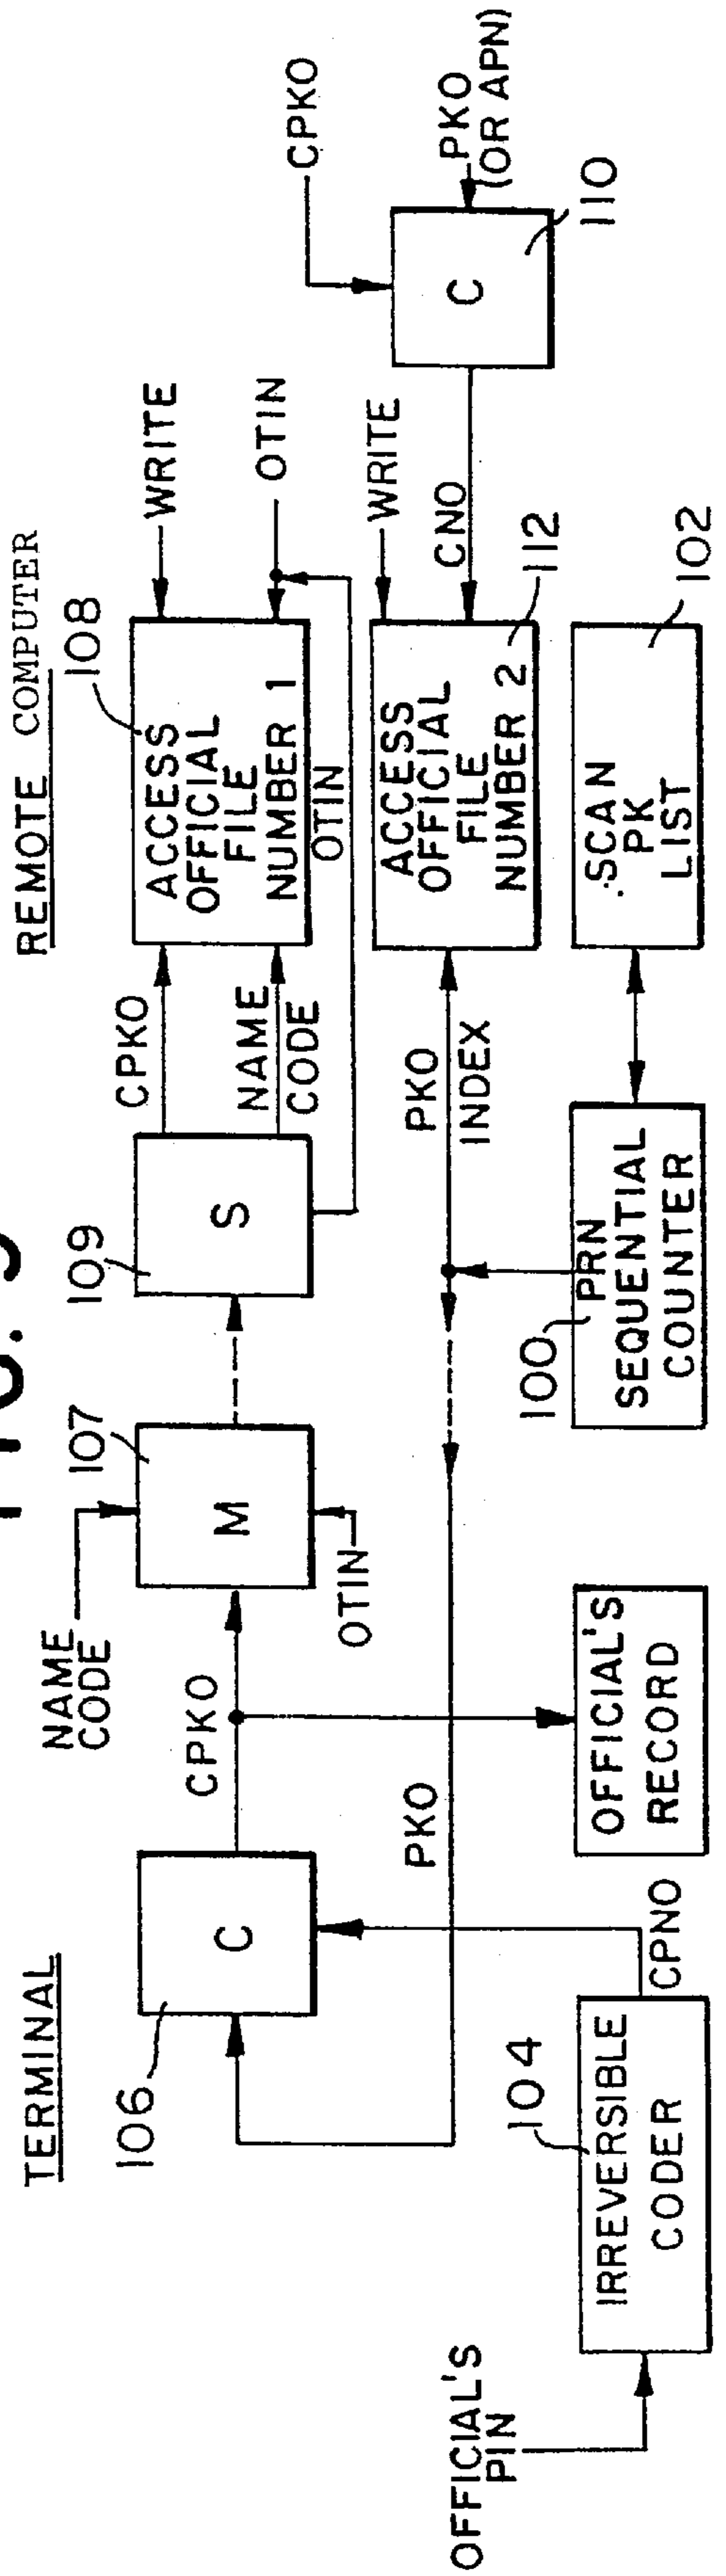 TERMINAL
REMOTE COMPUTER
OFFICIAL'S
PIN
104
IRREVERSIBLE
CODER
CPNO
106
C
CPKO
OFFICIAL'S
RECORD
PKO
NAME
CODE
107
M
OTIN
109
S
CPKO
NAME
CODE
OTIN
108
ACCESS
OFFICIAL
FILE
NUMBER 1
WRITE
OTIN
PKO
INDEX
100
PRN
SEQUENTIAL
COUNTER
ACCESS
OFFICIAL
FILE
NUMBER 2
112
WRITE
CNO
SCAN
PK
LIST
102
CPKO
C
110
PKO
(OR APN)